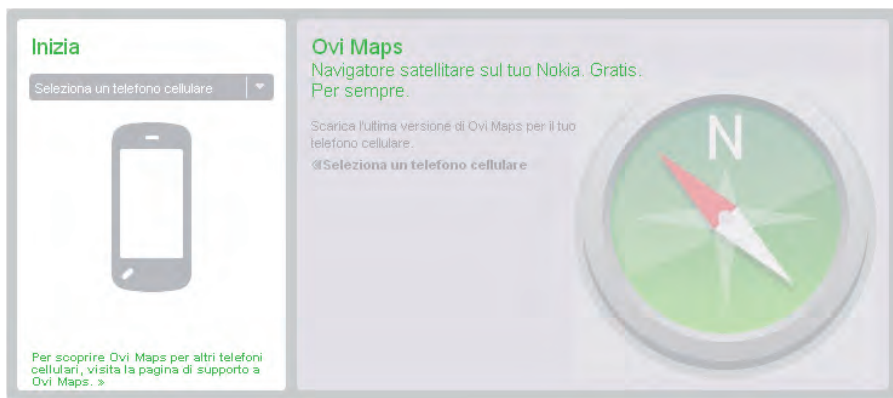 Inizia
Seleziona un telefono cellulare
Per scoprire Ovi Maps per altri telefoni
cellulari, visita la pagina di supporto a
Ovi Maps. »
Ovi Maps
Navigatore satellitare sul tuo Nokia. Gratis.
Per sempre.
Scarica l'ultima versione di Ovi Maps per il tuo
telefono cellulare.
Seleziona un telefono cellulare
N